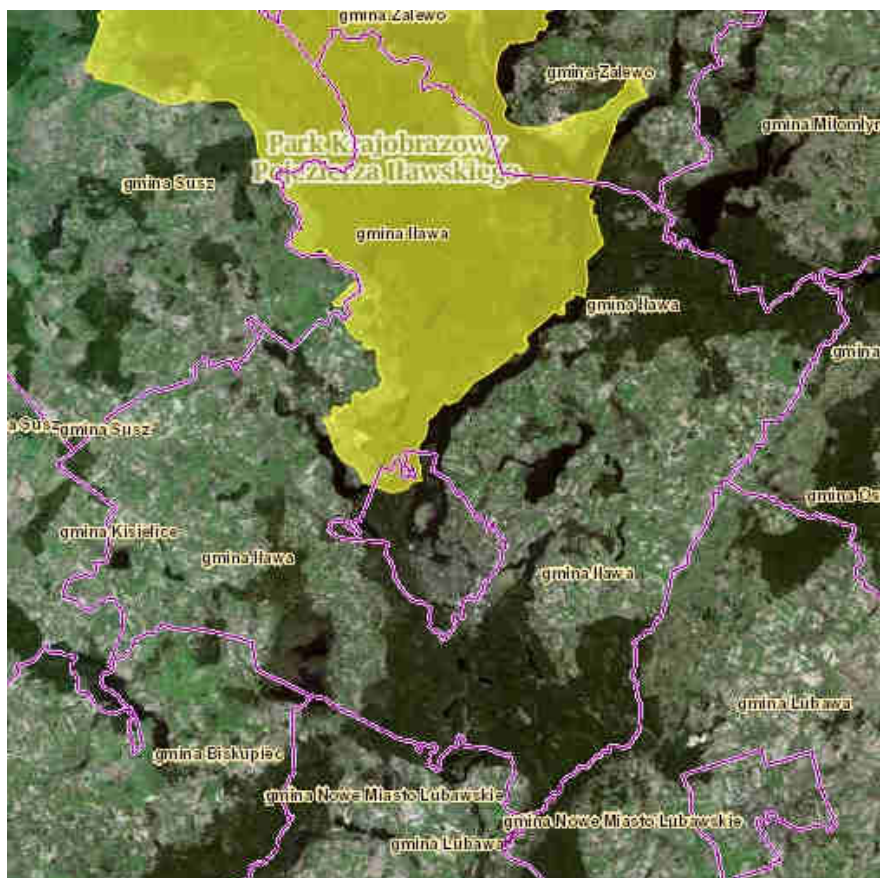 gmina Zalewo
gmina Zalewo
gmina Miłomłyn
Park Krajobrazowy
Pojezierza Iławskiego
gmina Susz
gmina Iława
gmina Iława
gmina
a Susz
gmina Susz
gmina Os
gmina Kisielice
gmina Iława
gmina Iława
gmina Lubawa
gmina Biskupiec
gmina Nowe Miasto Lubawskie
gmina Nowe Miasto Lubawskie
gmina Lubawa